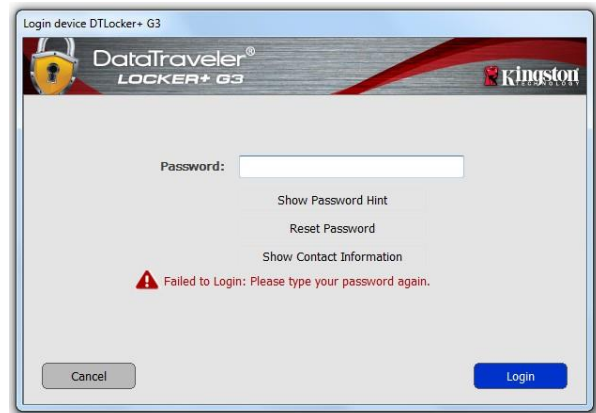 Login device DTLocker+ G3
DataTraveler®
LOCKER+ G3
Kingston
TECHNOLOGY
Password:
Show Password Hint
Reset Password
Show Contact Information
Failed to Login: Please type your password again.
Cancel
Login